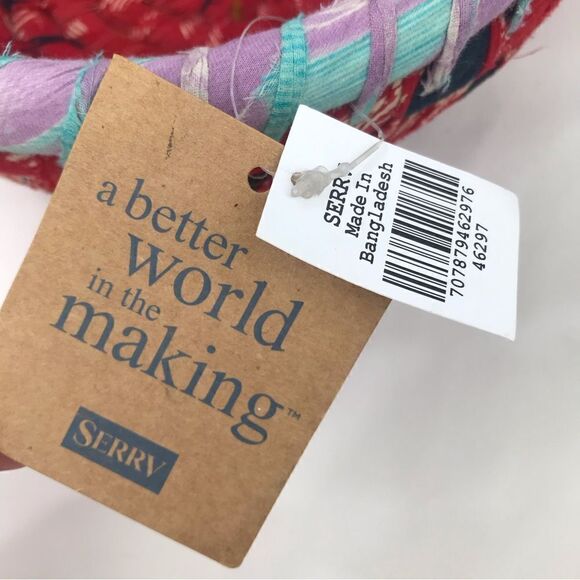 a better
world
in the
making™
SERRV
SERRV
Made In
Bangladesh
707879462976
46297